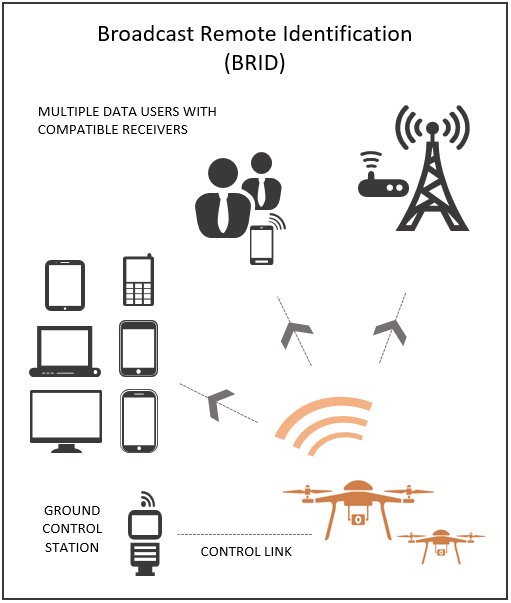 Broadcast Remote Identification
(BRID)
MULTIPLE DATA USERS WITH
COMPATIBLE RECEIVERS
GROUND
CONTROL
STATION
CONTROL LINK